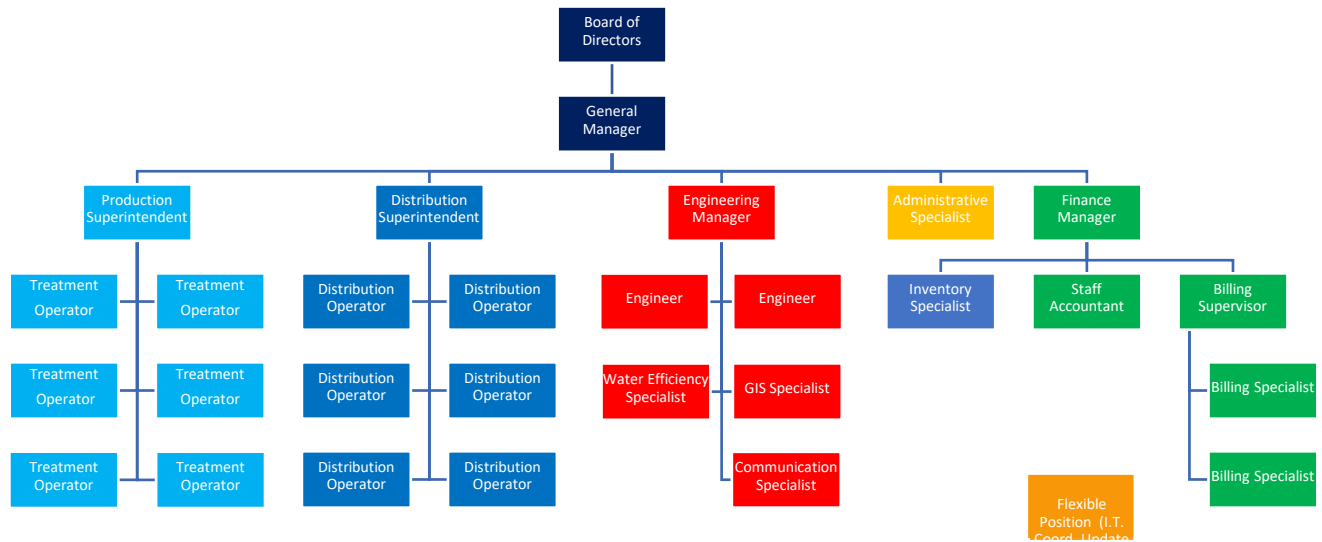 Board of
Directors
General
Manager
Production
Superintendent
Distribution
Superintendent
Engineering
Manager
Administrative
Specialist
Finance
Manager
Treatment
Operator
Treatment
Operator
Distribution
Operator
Distribution
Operator
Engineer
Engineer
Inventory
Specialist
Staff
Accountant
Billing
Supervisor
Treatment
Operator
Treatment
Operator
Distribution
Operator
Distribution
Operator
Water Efficiency
Specialist
GIS Specialist
Billing Specialist
Treatment
Operator
Treatment
Operator
Distribution
Operator
Distribution
Operator
Communication
Specialist
Billing Specialist
Flexible
Position (I.T.
Coord. Update